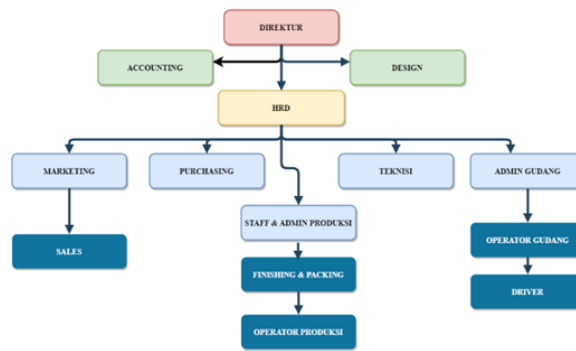 DIREKTUR
ACCOUNTING
DESIGN
HRD
MARKETING
PURCHASING
TEKNISI
ADMIN GUDANG
STAFF & ADMIN PRODUKSI
SALES
OPERATOR GUDANG
FINISHING & PACKING
DRIVER
OPERATOR PRODUKSI